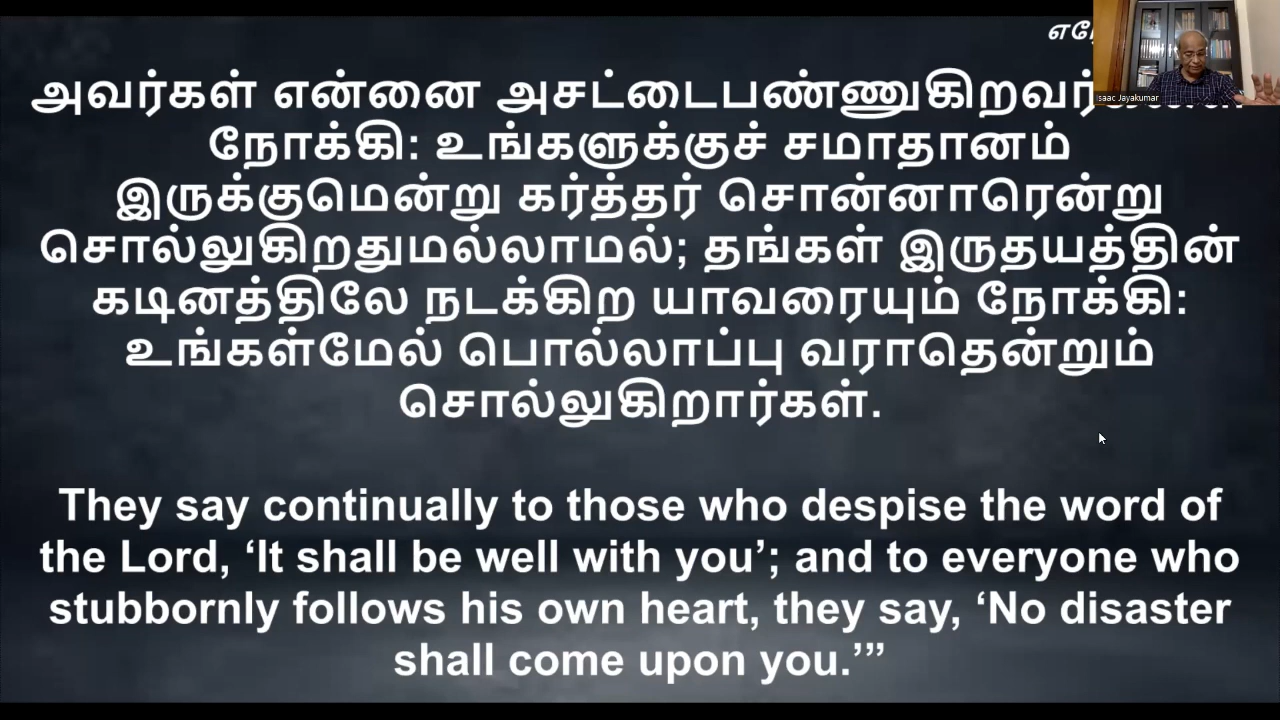 அவர்கள் என்னை
நோக்கி: உங்களுக்குச் சமாதானம்
இருக்குமென்று கர்த்தர் சொன்னாரென்று
சொல்லுகிறதுமல்லாமல்; தங்கள் இருதயத்தின்
கடினத்திலே நடக்கிற யாவரையும் நோக்கி:
உங்கள்மேல் பொல்லாப்பு வராதென்றும்
சொல்லுகிறார்கள்.
They say continually to those who despise the word of
the Lord, ‘It shall be well with you’; and to everyone who
stubbornly follows his own heart, they say, ‘No disaster
shall come upon you.’”
Jayakumar